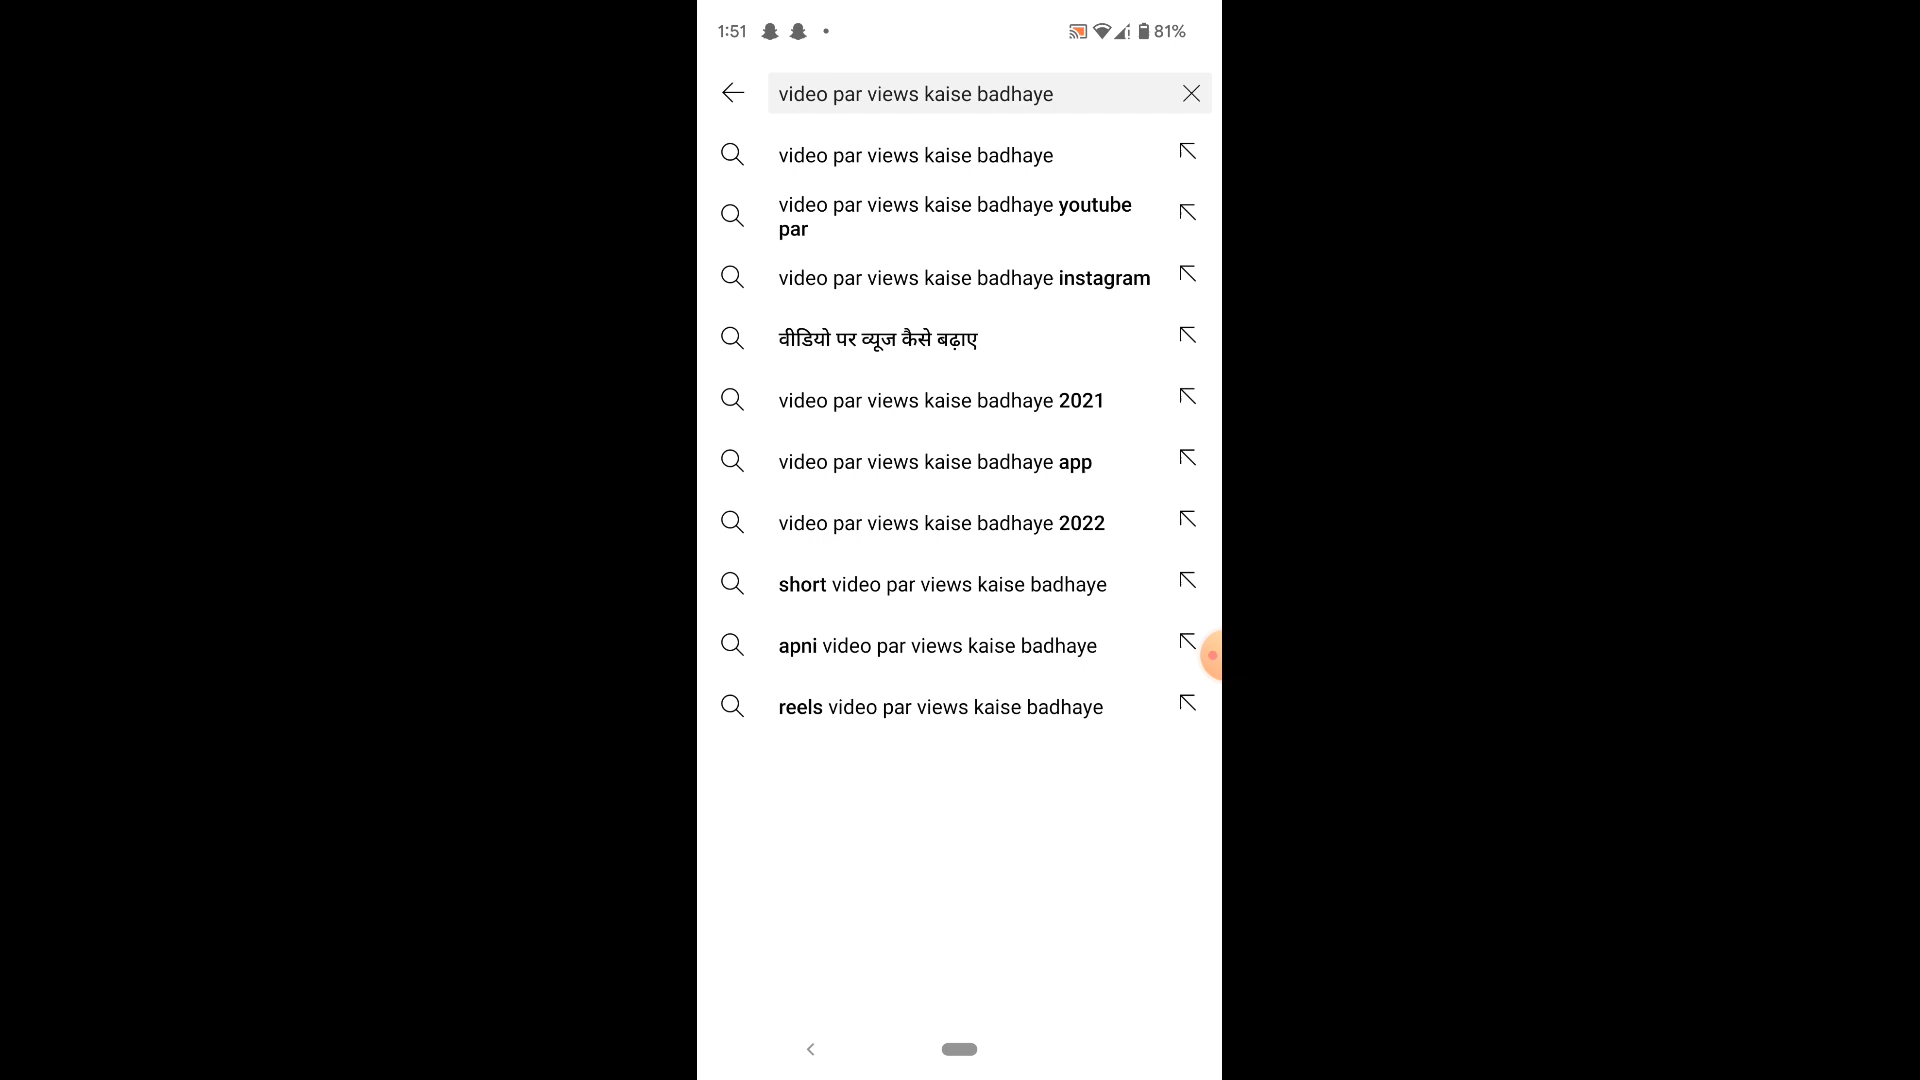 1:51
81%
video par views kaise badhaye
video par views kaise badhaye
video par views kaise badhaye youtube
par
video par views kaise badhaye instagram
वीडियो पर व्यूज कैसे बढ़ाए
video par views kaise badhaye 2021
video par views kaise badhaye app
video par views kaise badhaye 2022
short video par views kaise badhaye
apni video par views kaise badhaye
reels video par views kaise badhaye